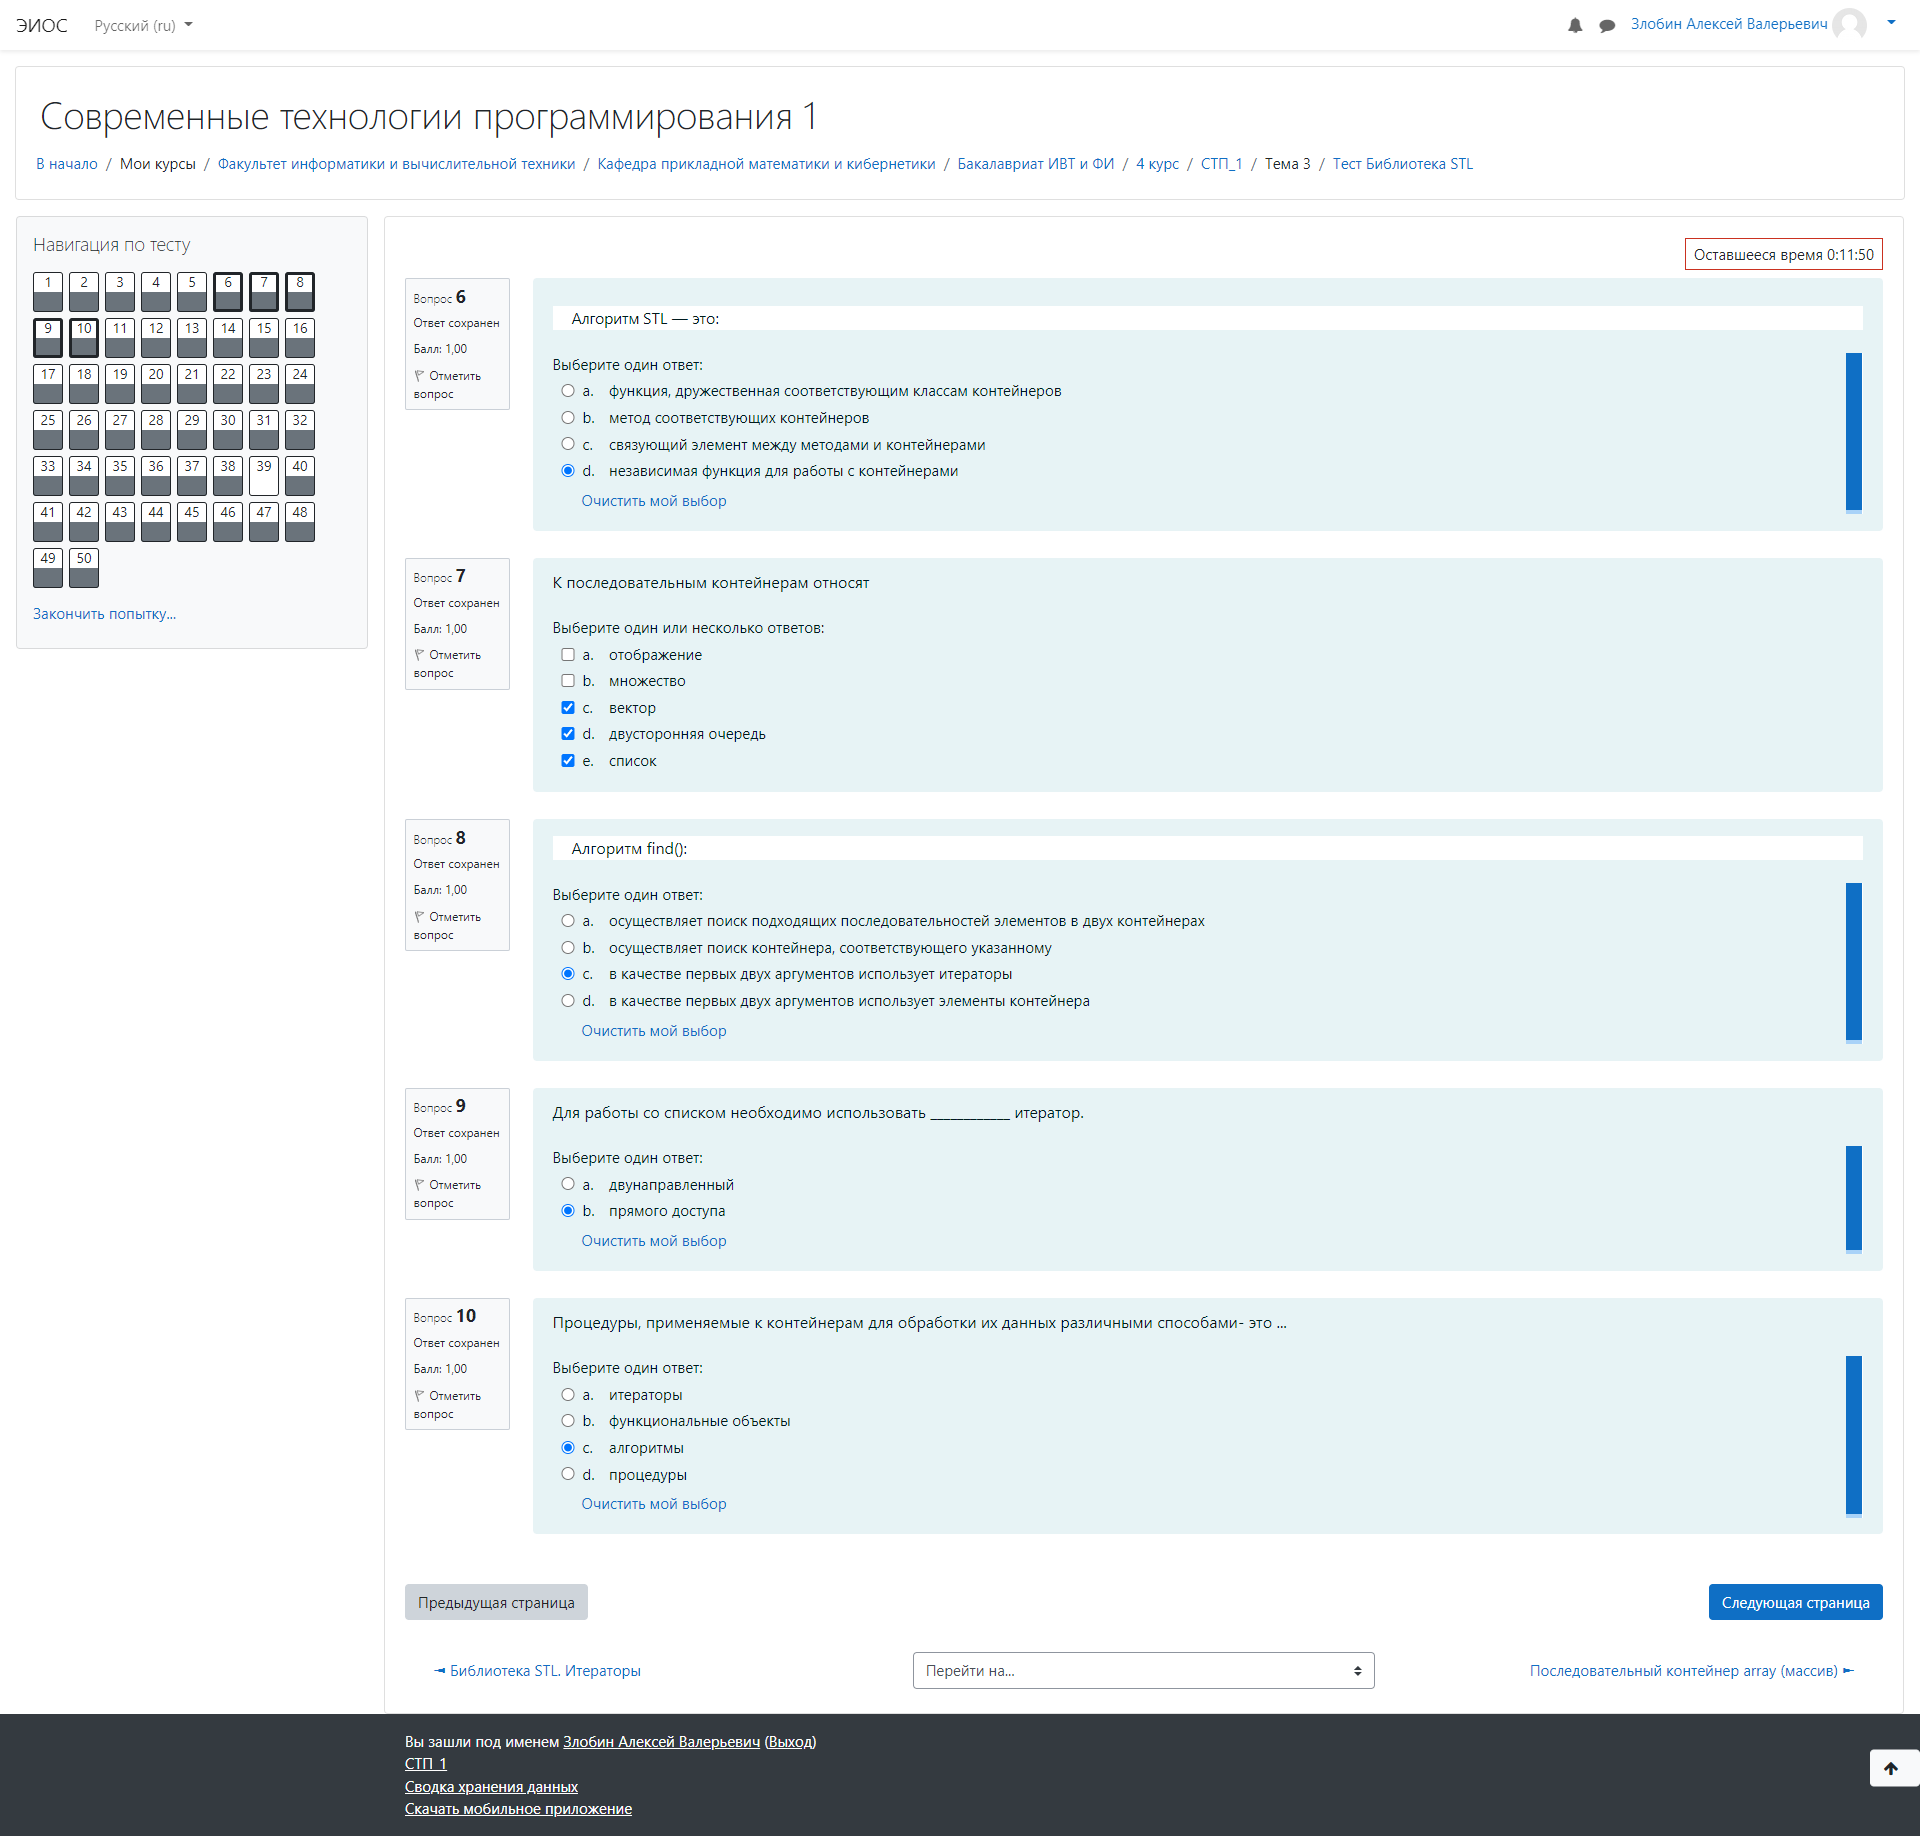 ЭИОС
Русский (ru)
Злобин Алексей Валерьевич
Современные технологии программирования 1
В начало / Мои курсы / Факультет информатики и вычислительной техники / Кафедра прикладной математики и кибернетики / Бакалавриат ИВТ и ФИ / 4 курс / СТП_1 / Тема 3 / Тест Библиотека STL
Навигация по тесту
1 2 3 4 5 6 7 8
9 10 11 12 13 14 15 16
17 18 19 20 21 22 23 24
25 26 27 28 29 30 31 32
33 34 35 36 37 38 39 40
41 42 43 44 45 46 47 48
49 50
Закончить попытку...
Оставшееся время 0:11:50
Вопрос 6
Ответ сохранен
Балл: 1,00
Отметить
вопрос
Алгоритм STL — это:
Выберите один ответ:
a. функция, дружественная соответствующим классам контейнеров
b. метод соответствующих контейнеров
c. связующий элемент между методами и контейнерами
d. независимая функция для работы с контейнерами
Очистить мой выбор
Вопрос 7
Ответ сохранен
Балл: 1,00
Отметить
вопрос
К последовательным контейнерам относят
Выберите один или несколько ответов:
a. отображение
b. множество
c. вектор
d. двусторонняя очередь
e. список
Вопрос 8
Ответ сохранен
Балл: 1,00
Отметить
вопрос
Алгоритм find():
Выберите один ответ:
a. осуществляет поиск подходящих последовательностей элементов в двух контейнерах
b. осуществляет поиск контейнера, соответствующего указанному
c. в качестве первых двух аргументов использует итераторы
d. в качестве первых двух аргументов использует элементы контейнера
Очистить мой выбор
Вопрос 9
Ответ сохранен
Балл: 1,00
Отметить
вопрос
Для работы со списком необходимо использовать ___________ итератор.
Выберите один ответ:
a. двунаправленный
b. прямого доступа
Очистить мой выбор
Вопрос 10
Ответ сохранен
Балл: 1,00
Отметить
вопрос
Процедуры, применяемые к контейнерам для обработки их данных различными способами- это ...
Выберите один ответ:
a. итераторы
b. функциональные объекты
c. алгоритмы
d. процедуры
Очистить мой выбор
Предыдущая страница
Следующая страница
◄ Библиотека STL. Итераторы
Перейти на...
Последовательный контейнер array (массив) ►
Вы зашли под именем Злобин Алексей Валерьевич (Выход)
СТП_1
Сводка хранения данных
Скачать мобильное приложение